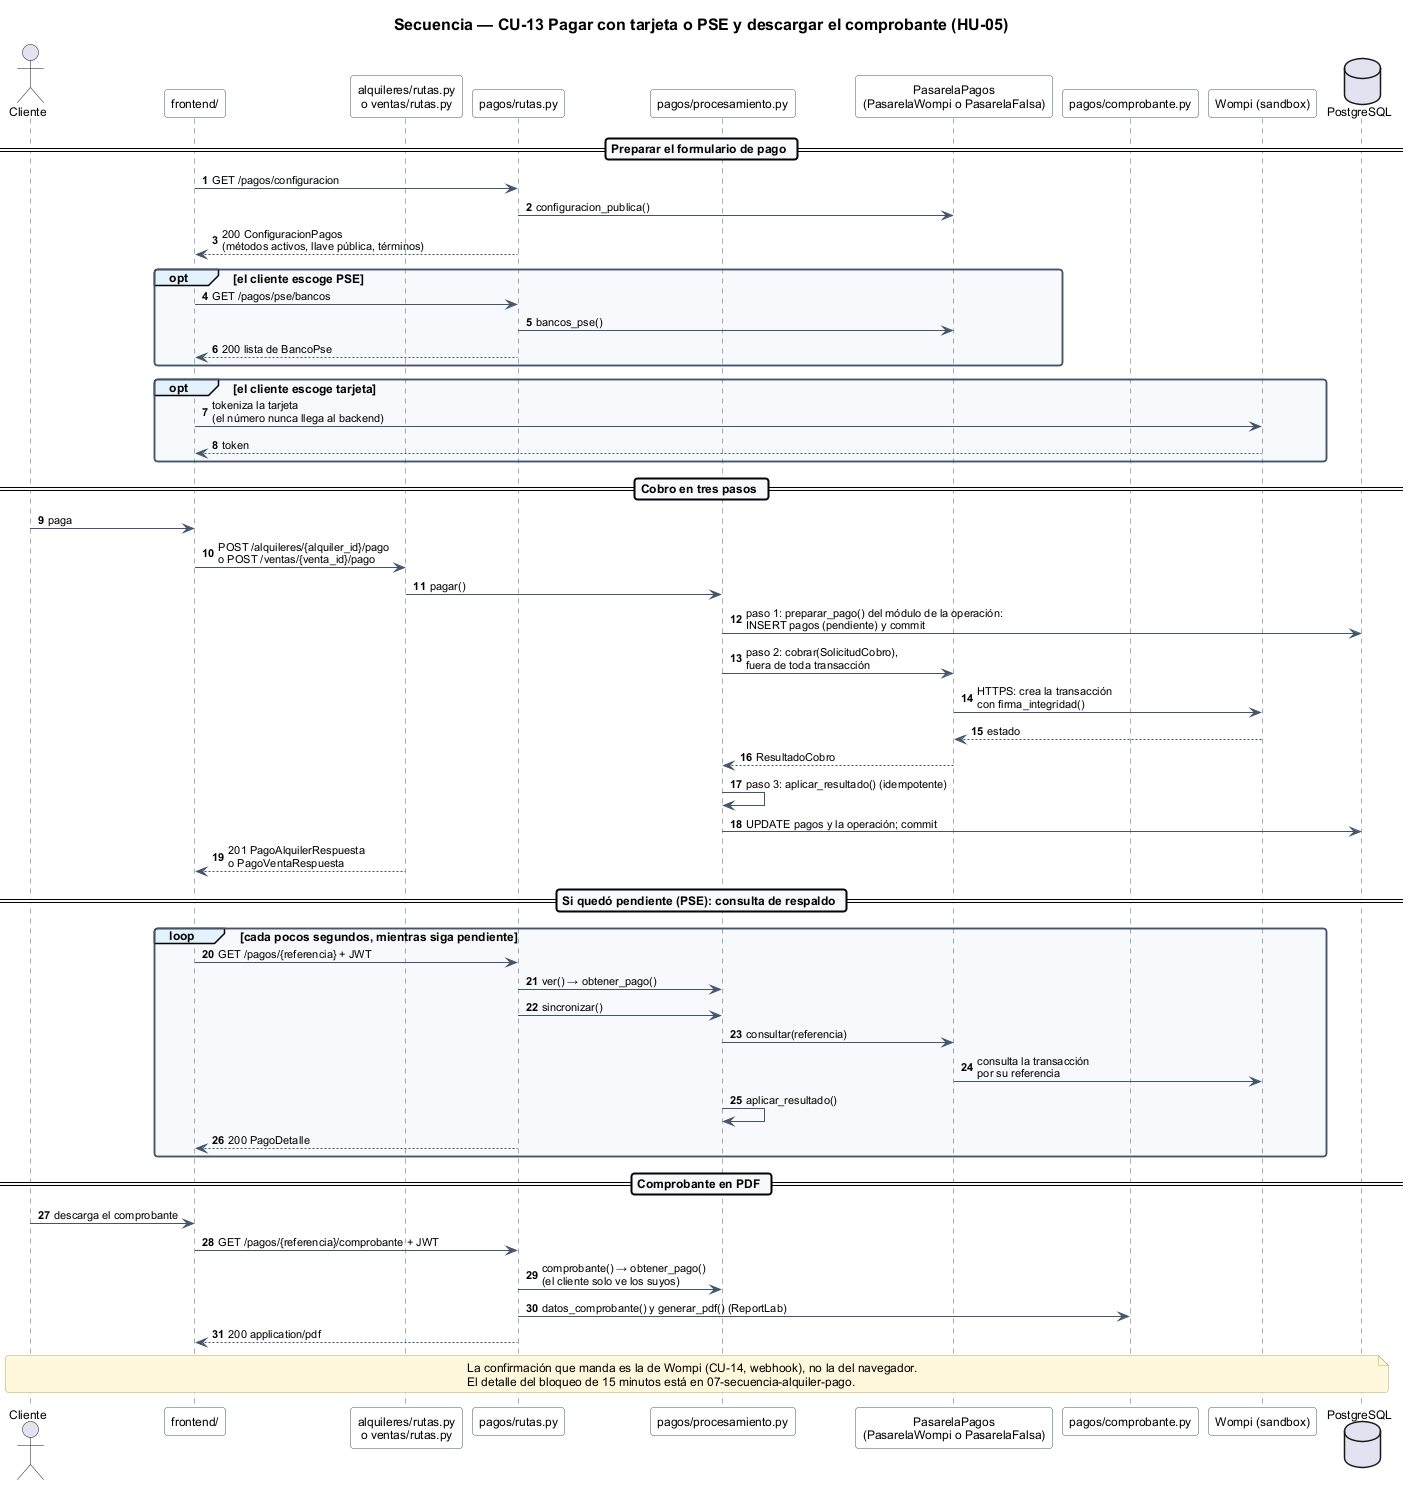 Secuencia — CU-13 Pagar con tarjeta o PSE y descargar el comprobante (HU-05)
Cliente
frontend/
alquileres/rutas.py
o ventas/rutas.py
pagos/rutas.py
pagos/procesamiento.py
PasarelaPagos
(PasarelaWompi o PasarelaFalsa)
pagos/comprobante.py
Wompi (sandbox)
PostgreSQL
Preparar el formulario de pago
1 GET /pagos/configuracion
2 configuracion_publica()
3 200 ConfiguracionPagos
(métodos activos, llave pública, términos)
opt [el cliente escoge PSE]
4 GET /pagos/pse/bancos
5 bancos_pse()
6 200 lista de BancoPse
opt [el cliente escoge tarjeta]
7 tokeniza la tarjeta
(el número nunca llega al backend)
8 token
Cobro en tres pasos
9 paga
10 POST /alquileres/{alquiler_id}/pago
o POST /ventas/{venta_id}/pago
11 pagar()
12 paso 1: preparar_pago() del módulo de la operación:
INSERT pagos (pendiente) y commit
13 paso 2: cobrar(SolicitudCobro),
fuera de toda transacción
14 HTTPS: crea la transacción
con firma_integridad()
15 estado
16 ResultadoCobro
17 paso 3: aplicar_resultado() (idempotente)
18 UPDATE pagos y la operación; commit
19 201 PagoAlquilerRespuesta
o PagoVentaRespuesta
Si quedó pendiente (PSE): consulta de respaldo
loop [cada pocos segundos, mientras siga pendiente]
20 GET /pagos/{referencia} + JWT
21 ver() → obtener_pago()
22 sincronizar()
23 consultar(referencia)
24 consulta la transacción
por su referencia
25 aplicar_resultado()
26 200 PagoDetalle
Comprobante en PDF
27 descarga el comprobante
28 GET /pagos/{referencia}/comprobante + JWT
29 comprobante() → obtener_pago()
(el cliente solo ve los suyos)
30 datos_comprobante() y generar_pdf() (ReportLab)
31 200 application/pdf
La confirmación que manda es la de Wompi (CU-14, webhook), no la del navegador.
El detalle del bloqueo de 15 minutos está en 07-secuencia-alquiler-pago.
Cliente
frontend/
alquileres/rutas.py
o ventas/rutas.py
pagos/rutas.py
pagos/procesamiento.py
PasarelaPagos
(PasarelaWompi o PasarelaFalsa)
pagos/comprobante.py
Wompi (sandbox)
PostgreSQL